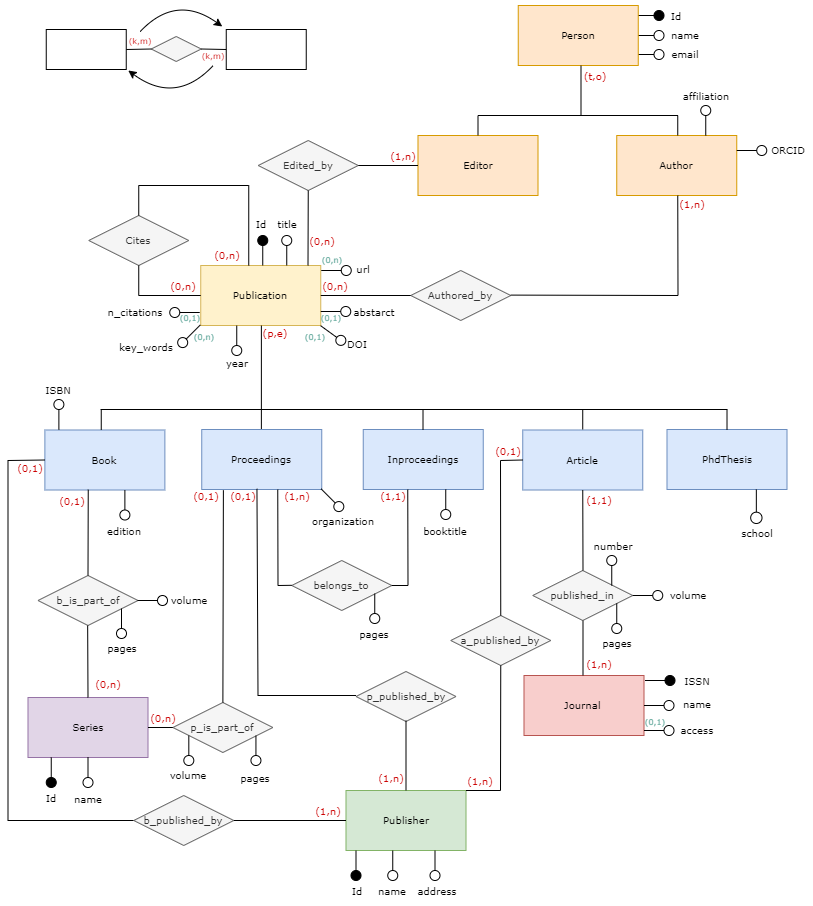 (k,m)
(k,m)
Person
Id
name
email
(t,o)
affiliation
Edited_by
(1,n)
Editor
Author
ORCID
(1,n)
Cites
Id
title
(0,n)
(0,n)
(0,n)
url
(0,n)
Publication
(0,n)
Authored_by
n_citations
(0,1)
(0,1)
abstarct
key_words
(0,n)
(p,e)
(0,1)
DOI
year
ISBN
Book
Proceedings
Inproceedings
Article
PhdThesis
(0,1)
(0,1)
(0,1)
(0,1)
(0,1)
(1,n)
(1,1)
(1,1)
edition
organization
booktitle
school
number
b_is_part_of
volume
belongs_to
published_in
volume
pages
pages
pages
a_published_by
(0,n)
(1,n)
p_published_by
Journal
ISSN
name
(0,1)
access
Series
(0,n)
p_is_part_of
volume
pages
(1,n)
(1,n)
Id
name
b_published_by
(1,n)
Publisher
Id
name
address